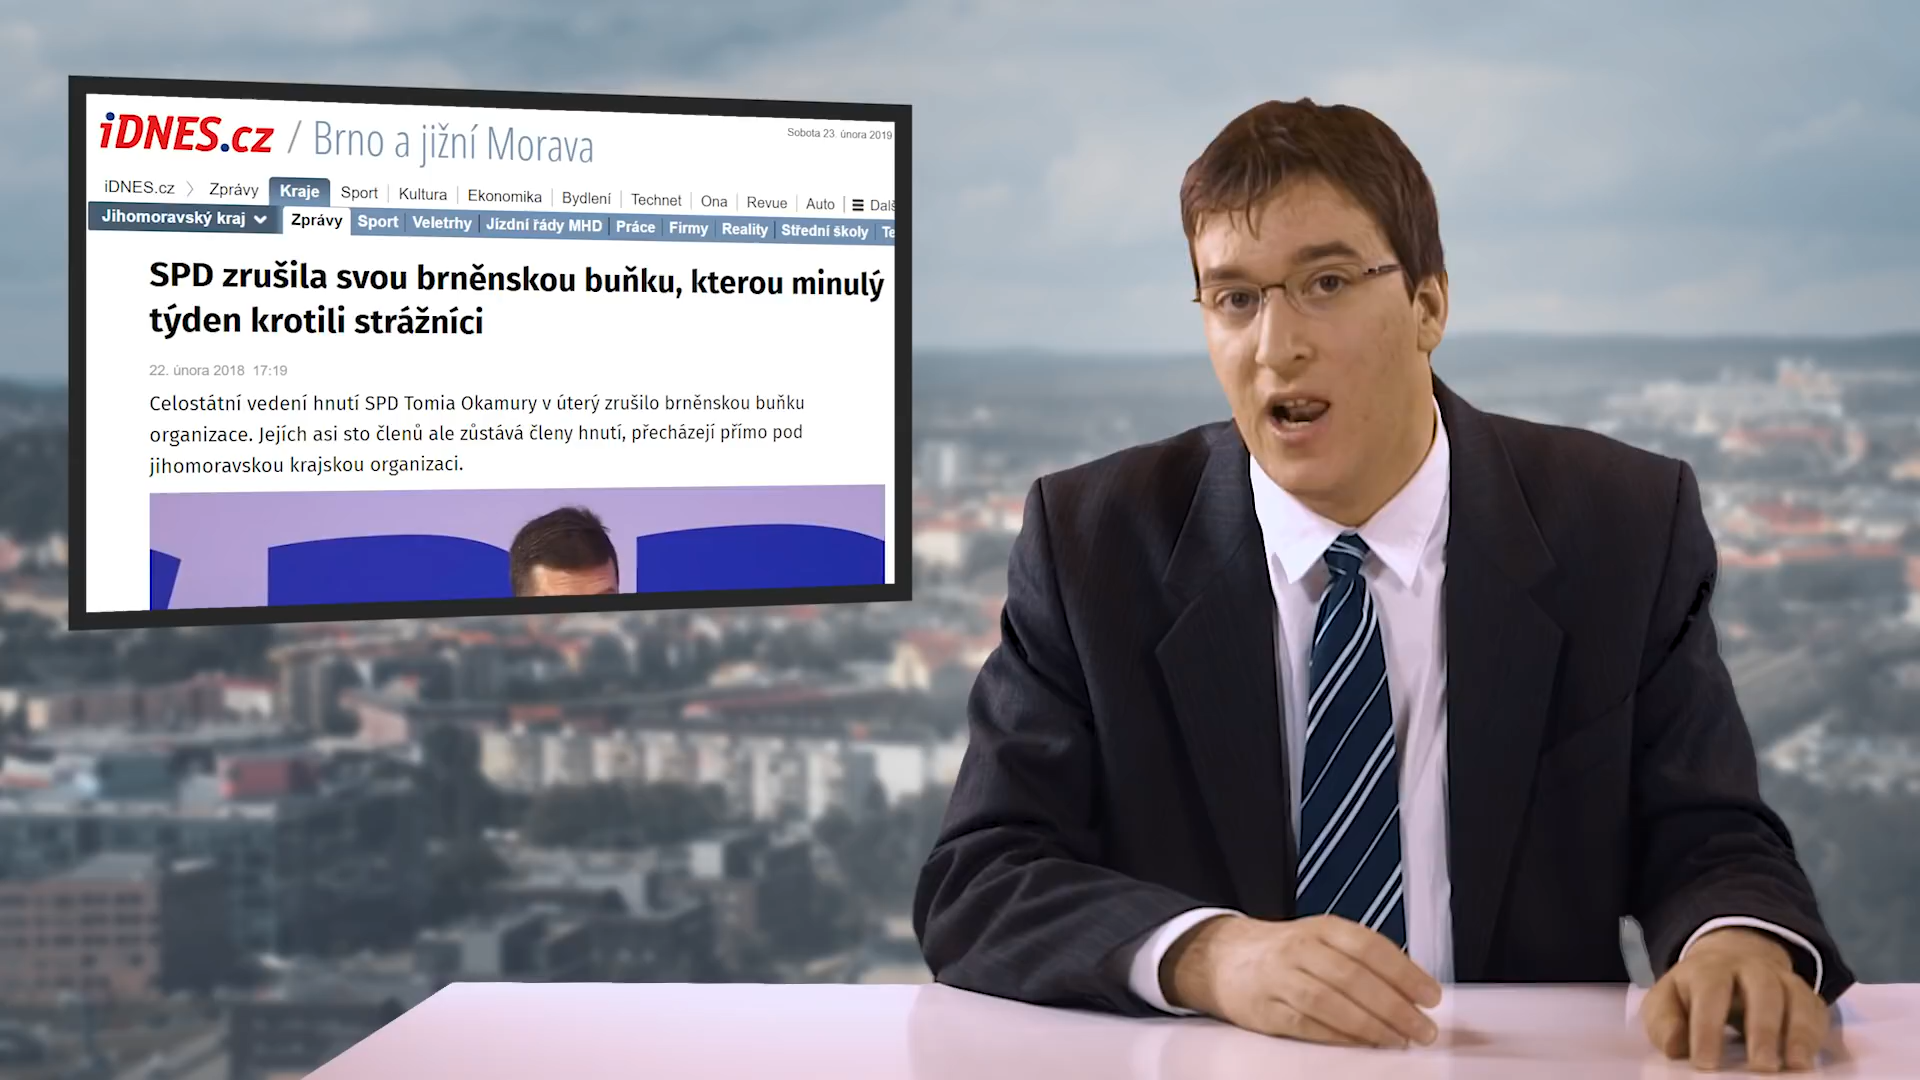 iDNES.cz / Brno a jižní Morava
Sobota 23. února 2019
iDNES.cz Zprávy Kraje Sport Kultura Ekonomika Bydlení Technet Ona Revue Auto
Jihomoravský kraj Zprávy Sport Veletrhy Jízdní řády MHD Práce Firmy Reality Střední školy
SPD zrušila svou brněnskou buňku, kterou minulý
týden krotili strážníci
22. února 2018 17:19
Celostátní vedení hnutí SPD Tomia Okamury v úterý zrušilo brněnskou buňku
organizace. Jejích asi sto členů ale zůstává členy hnutí, přecházejí přímo pod
jihomoravskou krajskou organizaci.